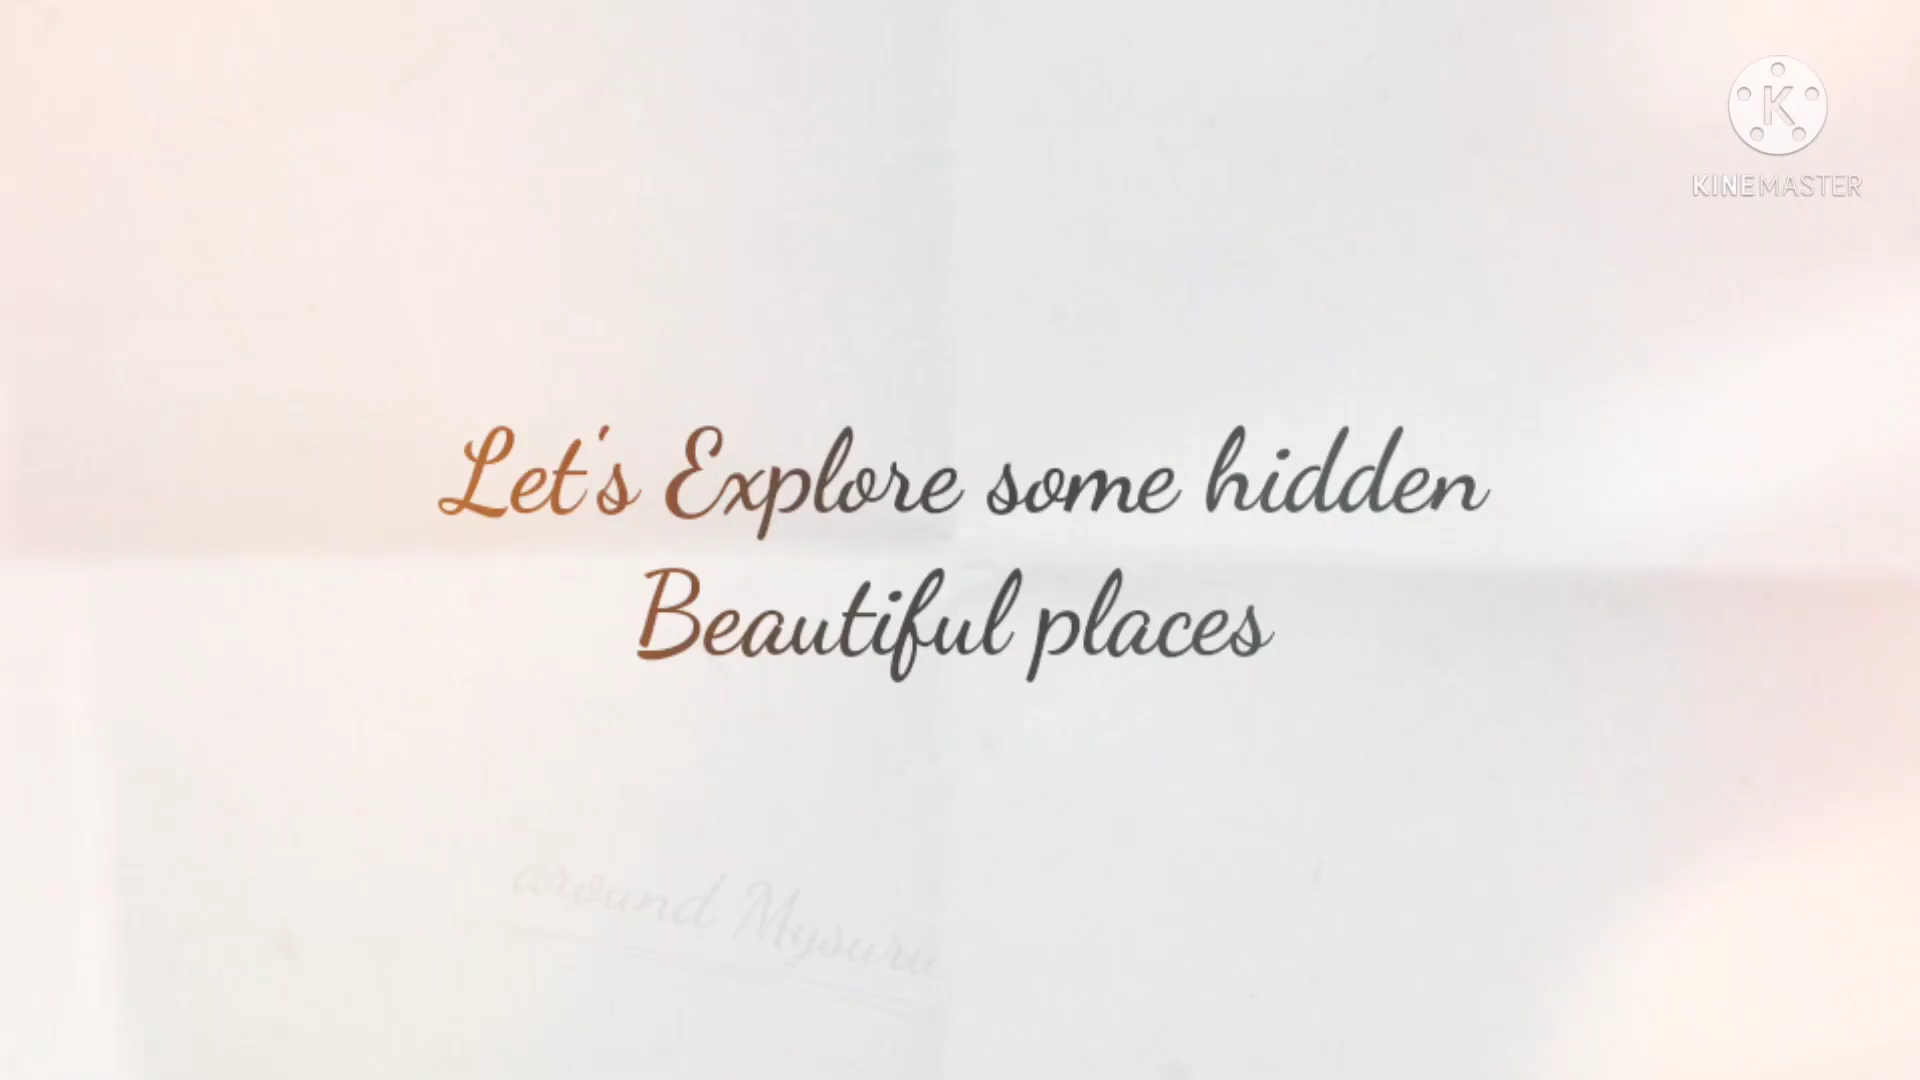 K
KINEMASTER
Let's Explore some hidden
Beautiful places
around Mysuru